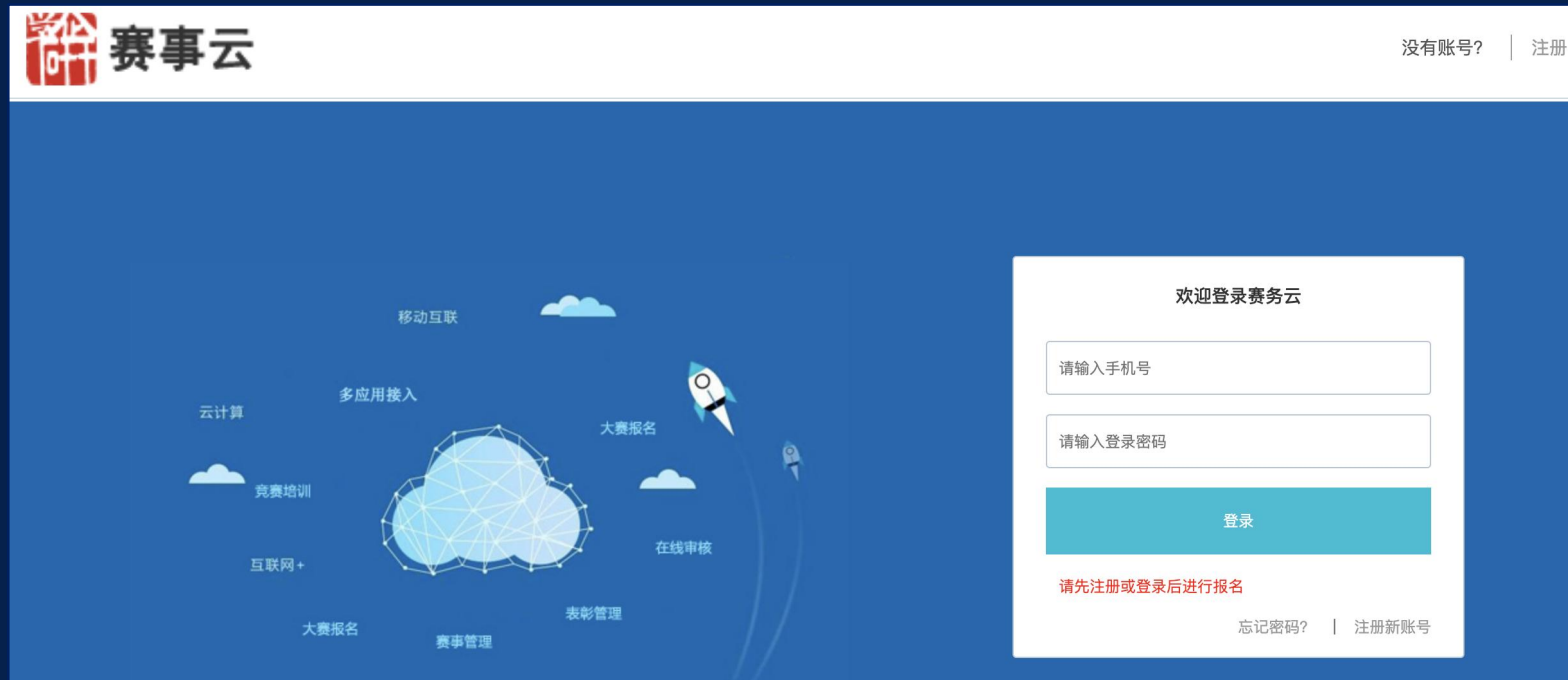 赛事云
没有账号?
注册
移动互联
多应用接入
云计算
大赛报名
竞赛培训
在线审核
互联网+
表彰管理
大赛报名
赛事管理
欢迎登录赛务云
请输入手机号
请输入登录密码
登录
请先注册或登录后进行报名
忘记密码? | 注册新账号